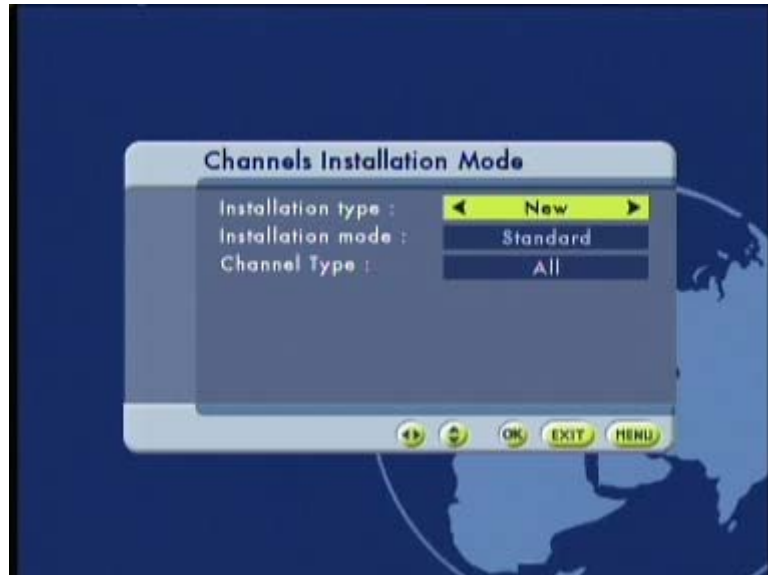 Channels Installation Mode
Installation type : New
Installation mode : Standard
Channel Type : All
OK EXIT MENU